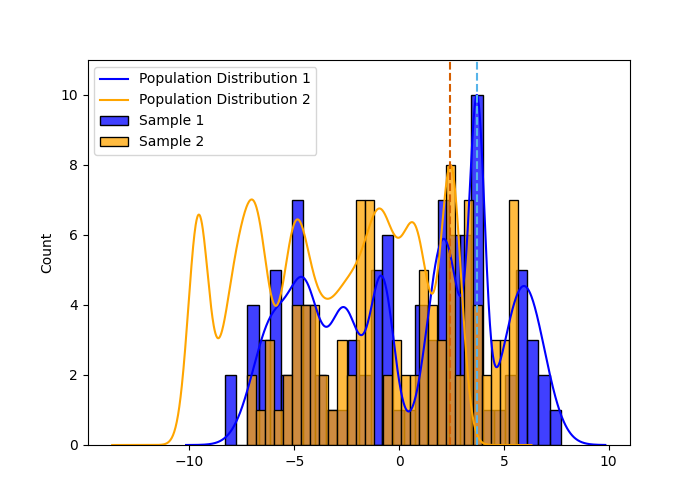 Population Distribution 1
Population Distribution 2
Sample 1
Sample 2
Count
10
8
6
4
2
0
−10 −5 0 5 10